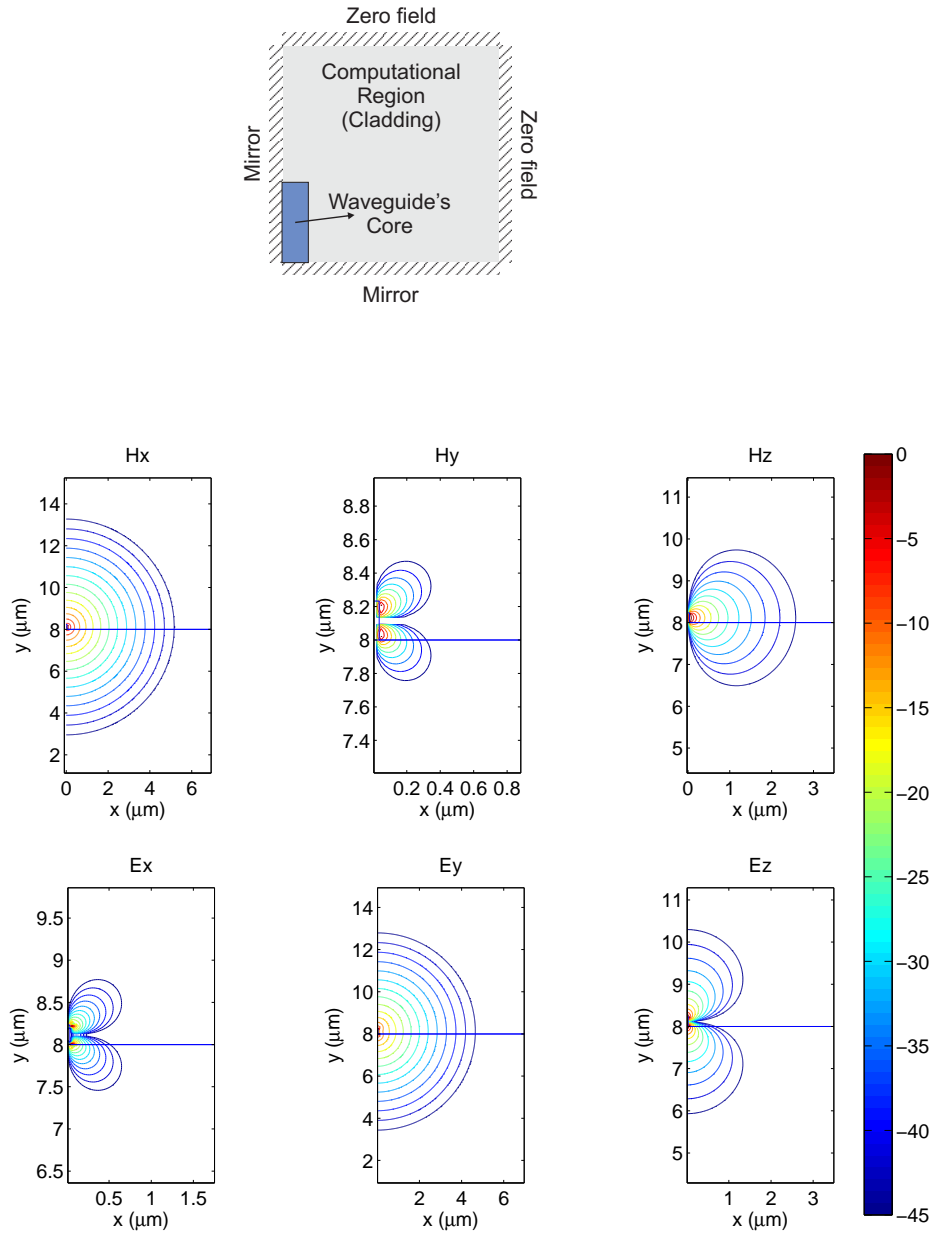 Zero field
Computational
Region
(Cladding)
Mirror
Zero field
Waveguide's
Core
Mirror
Hx
14
12
10
8
6
4
2
y (μm)
0 2 4 6
x (μm)
Hy
8.8
8.6
8.4
8.2
8
7.8
7.6
7.4
y (μm)
0.2 0.4 0.6 0.8
x (μm)
Hz
11
10
9
8
7
6
5
y (μm)
0 1 2 3
x (μm)
0
−5
−10
−15
−20
−25
−30
−35
−40
−45
Ex
9.5
9
8.5
8
7.5
7
6.5
y (μm)
0.5 1 1.5
x (μm)
Ey
14
12
10
8
6
4
2
y (μm)
2 4 6
x (μm)
Ez
11
10
9
8
7
6
5
y (μm)
1 2 3
x (μm)